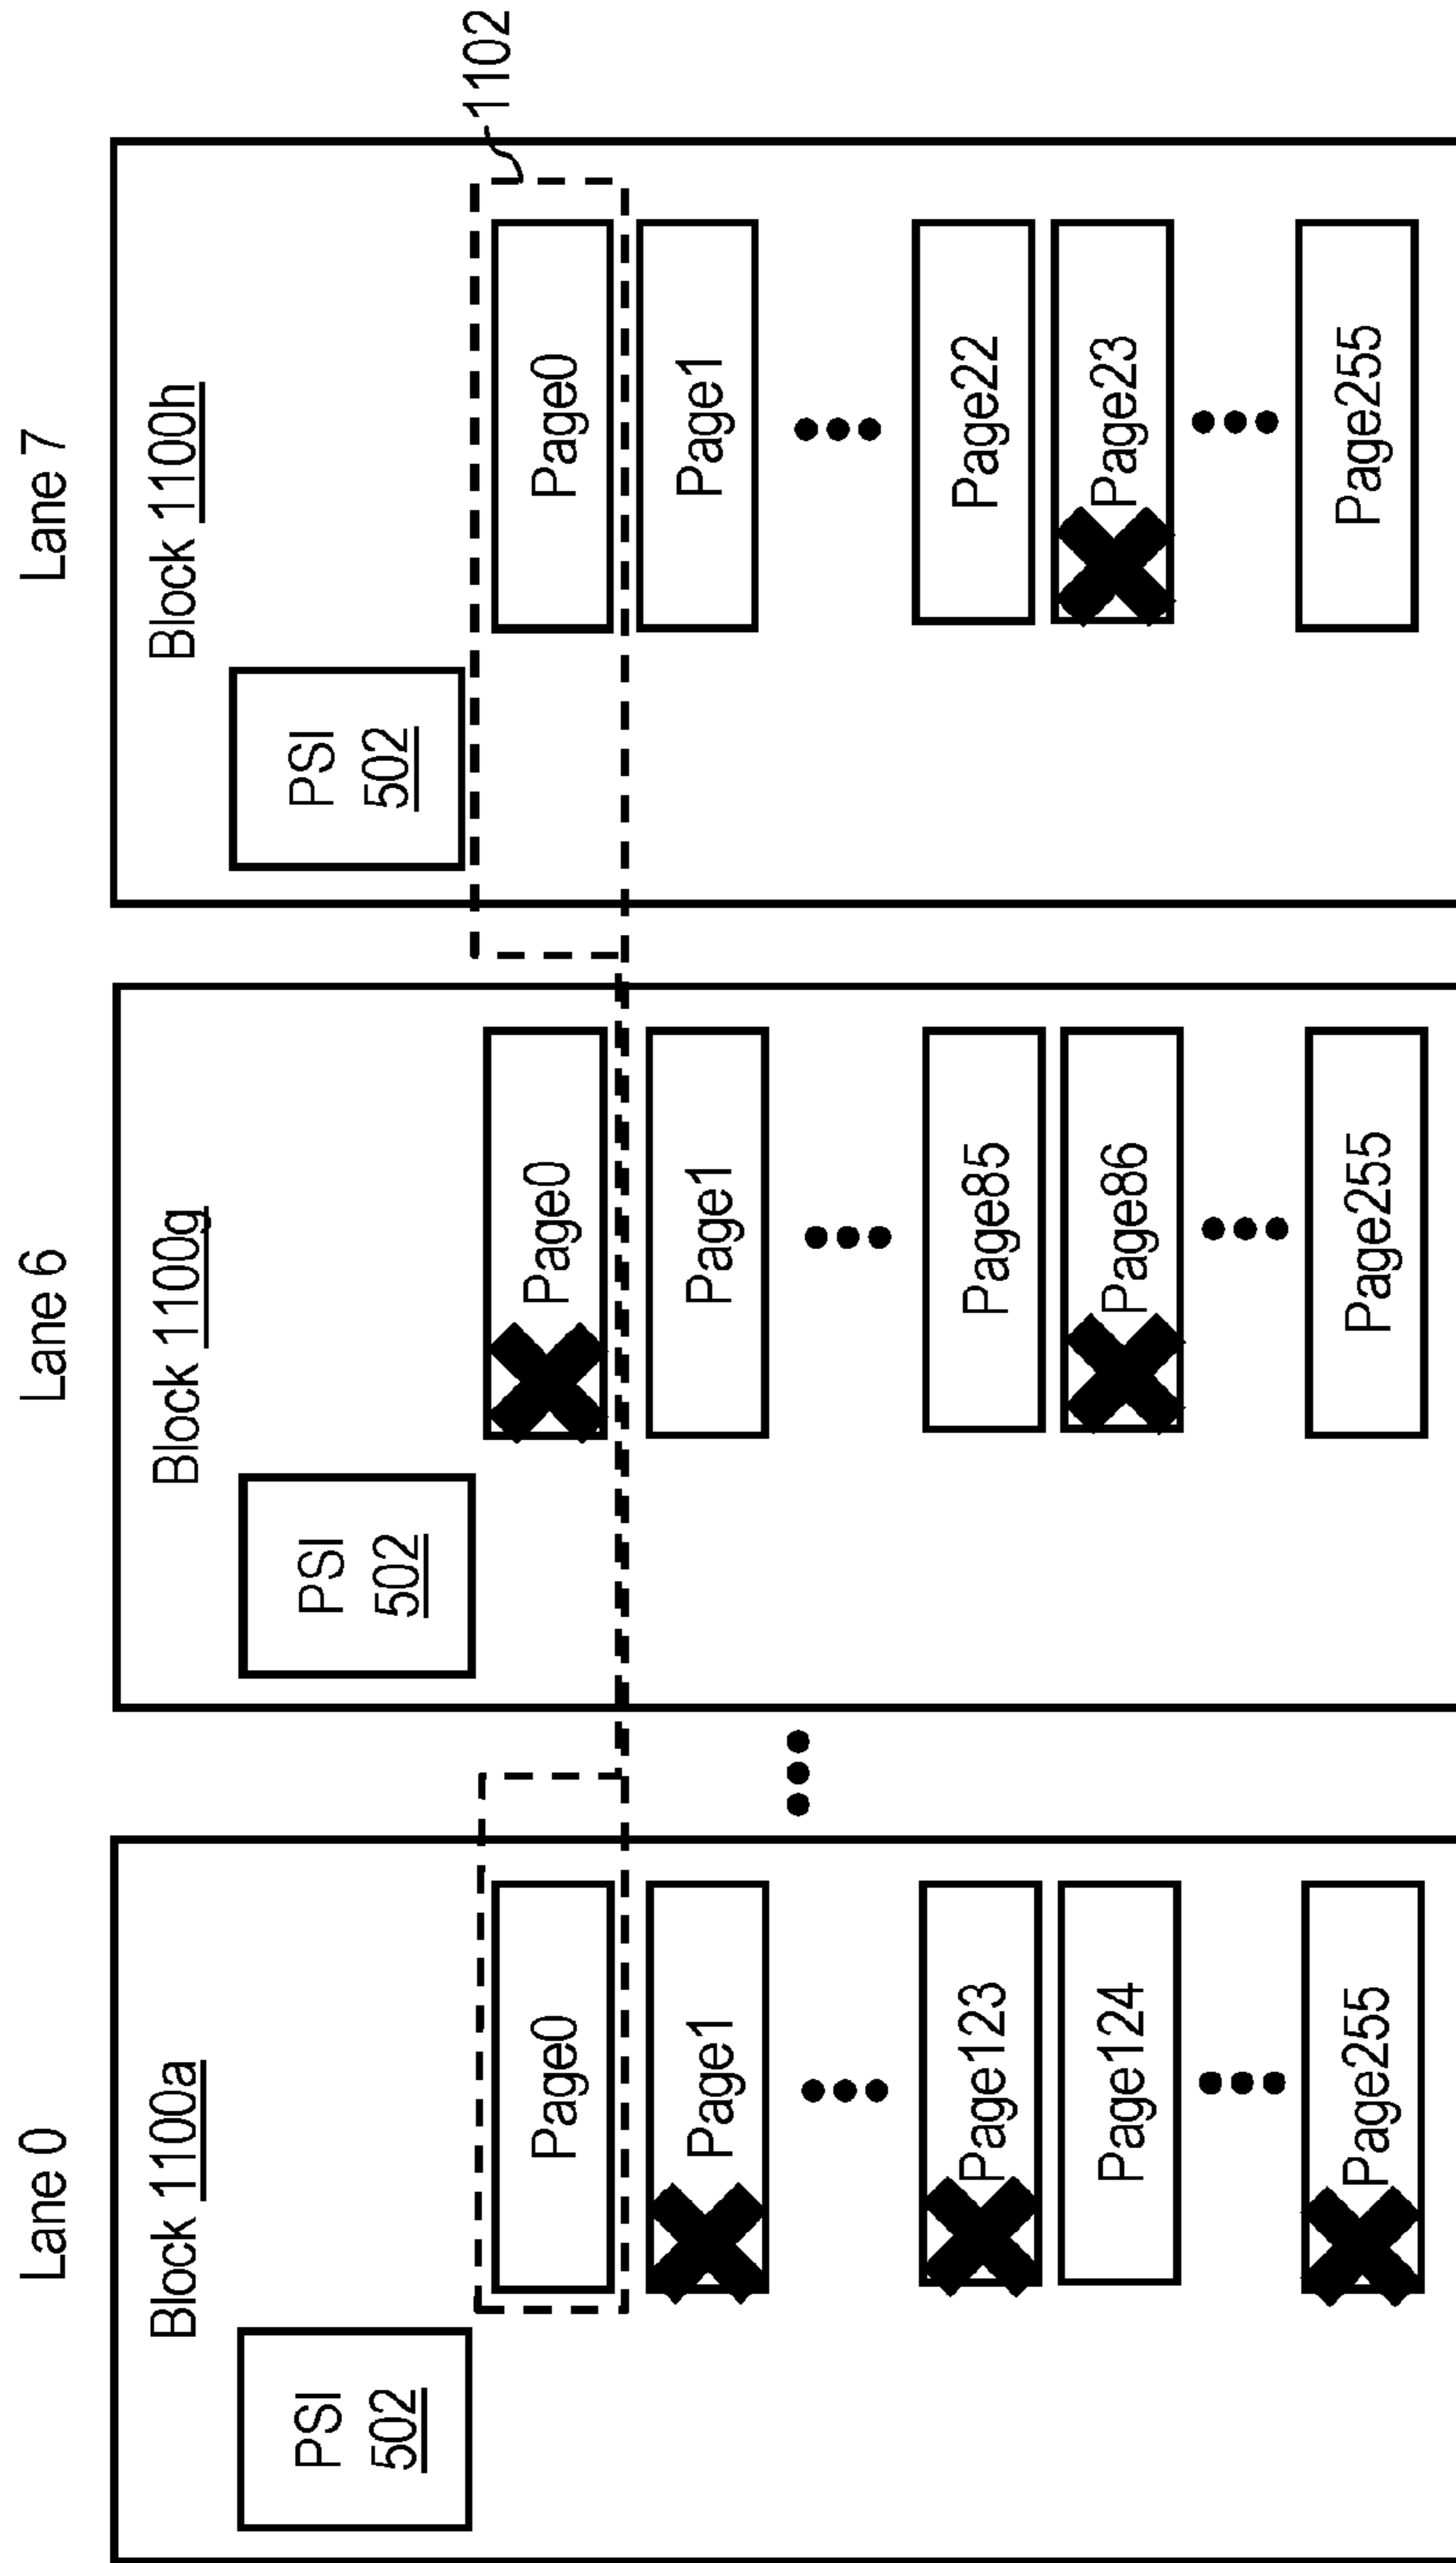 Lane 0
Block 1100a
PSI
502
Page0
Page1
Page123
Page124
Page255
Lane 6
Block 1100g
PSI
502
Page0
Page1
Page85
Page86
Page255
Lane 7
Block 1100h
PSI
502
1102
Page0
Page1
Page22
Page23
Page255